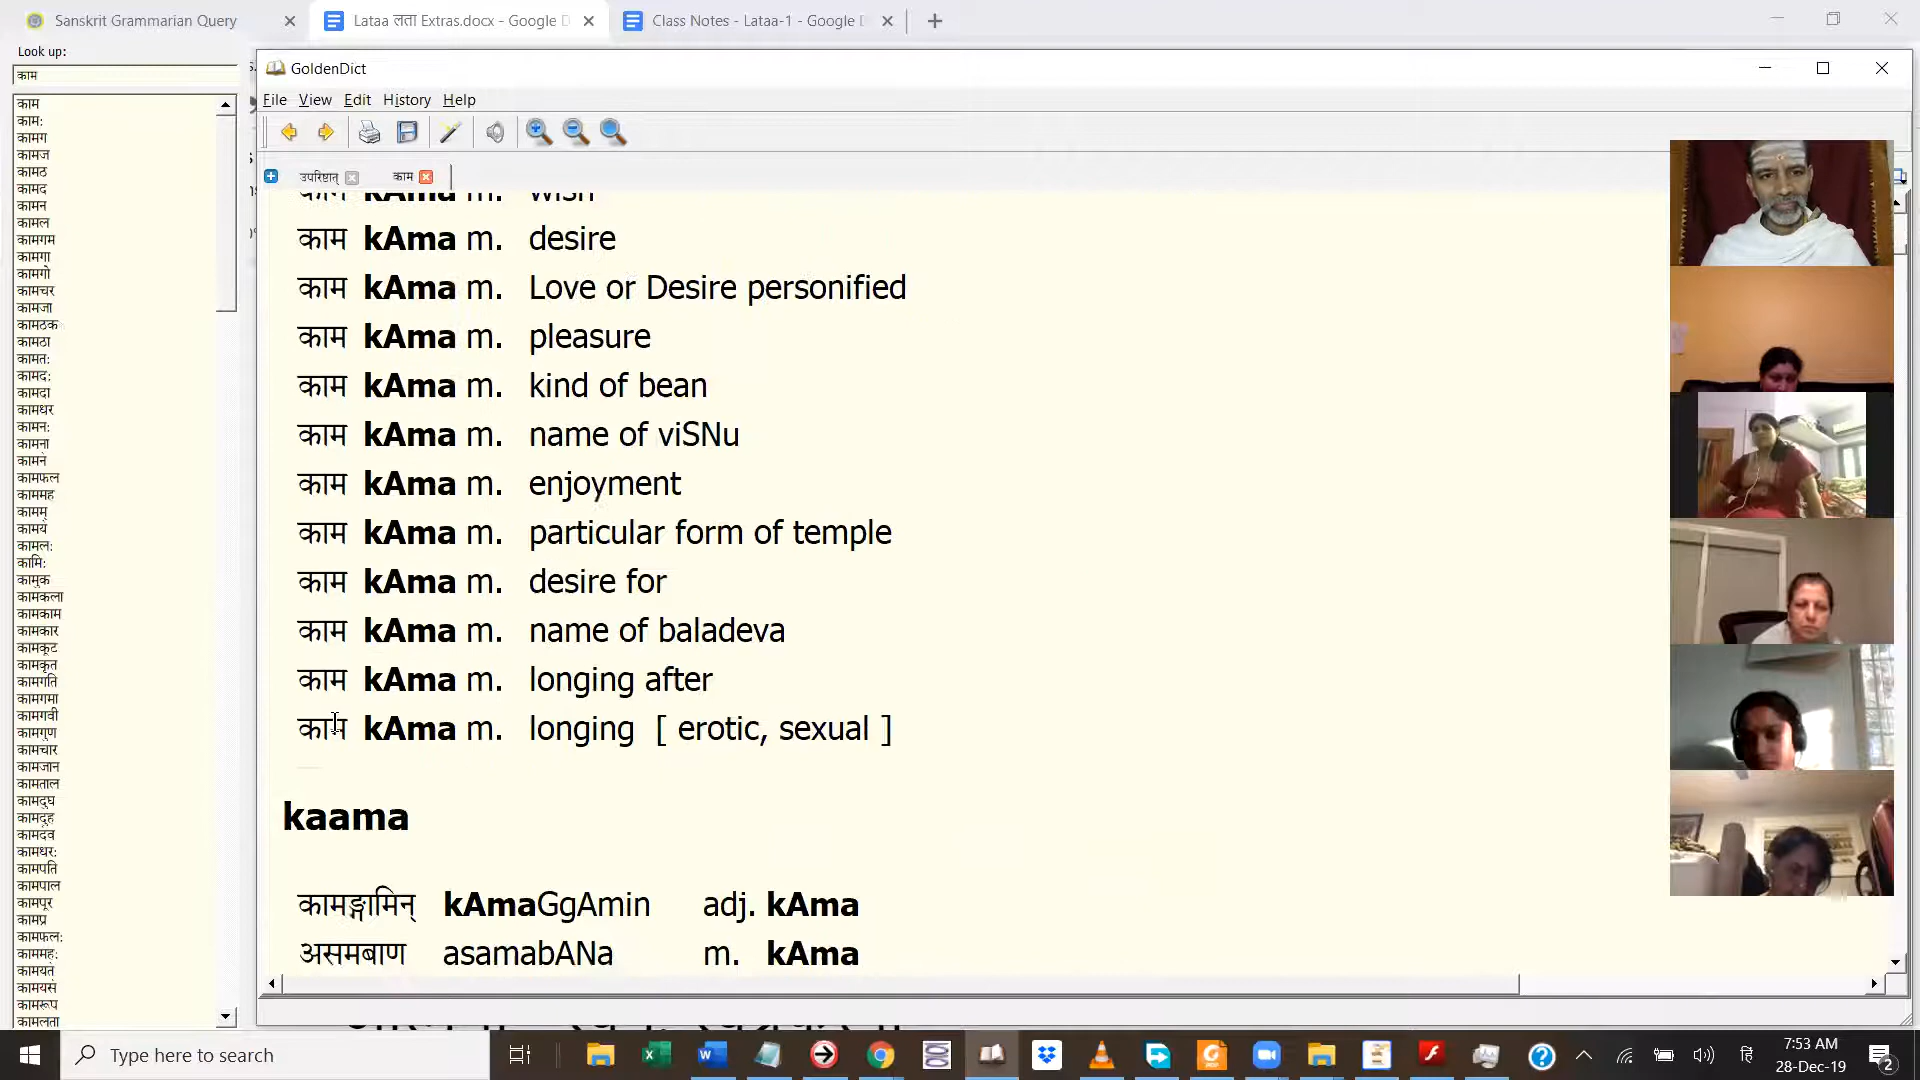 Sanskrit Grammarian Query
Lataa लता Extras.docx - Google D
Class Notes - Lataa-1 - Google D
Look up:
काम
GoldenDict
File View Edit History Help
उपरिष्टात्
काम
काम kAma m. wish
काम kAma m. desire
काम kAma m. Love or Desire personified
काम kAma m. pleasure
काम kAma m. kind of bean
काम kAma m. name of viSNu
काम kAma m. enjoyment
काम kAma m. particular form of temple
काम kAma m. desire for
काम kAma m. name of baladeva
काम kAma m. longing after
काम kAma m. longing [ erotic, sexual ]
kaama
कामङ्गामिन् kAmaGgAmin adj. kAma
असमबाण asamabANa m. kAma
काम
काम:
कामग
कामज
कामठ
कामद
कामन
कामल
कामगम
कामगा
कामगो
कामचर
कामजा
कामठक
कामठा
कामत:
कामद:
कामदा
कामधर
कामन:
कामना
कामने
कामफल
काममह
कामम्
कामये
कामल:
कामि:
कामुक
कामकला
कामकाम
कामकार
कामकूट
कामकृत
कामगति
कामगमा
कामगवी
कामगुण
कामचार
कामजान
कामताल
कामदुघ
कामदुह
कामदेव
कामधर:
कामपति
कामपाल
कामपूर
कामप्र
कामफल:
काममह:
कामयते
कामयसे
कामरूप
कामलता
Type here to search
हि
7:53 AM
28-Dec-19
2